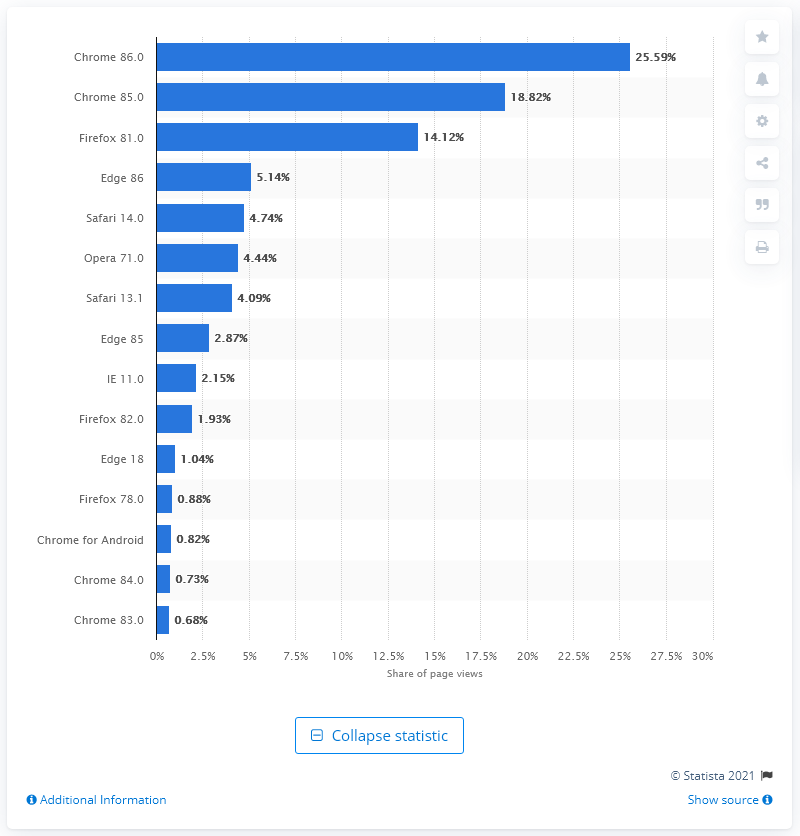 Chrome 86.0 25.59%
Chrome 85.0 18.82%
Firefox 81.0 14.12%
Edge 86 5.14%
Safari 14.0 4.74%
Opera 71.0 4.44%
Safari 13.1 4.09%
Edge 85 2.87%
IE 11.0 2.15%
Firefox 82.0 1.93%
Edge 18 1.04%
Firefox 78.0 0.88%
Chrome for Android 0.82%
Chrome 84.0 0.73%
Chrome 83.0 0.68%
0% 2.5% 5% 7.5% 10% 12.5% 15% 17.5% 20% 22.5% 25% 27.5% 30%
Share of page views
Collapse statistic
© Statista 2021
Additional Information Show source